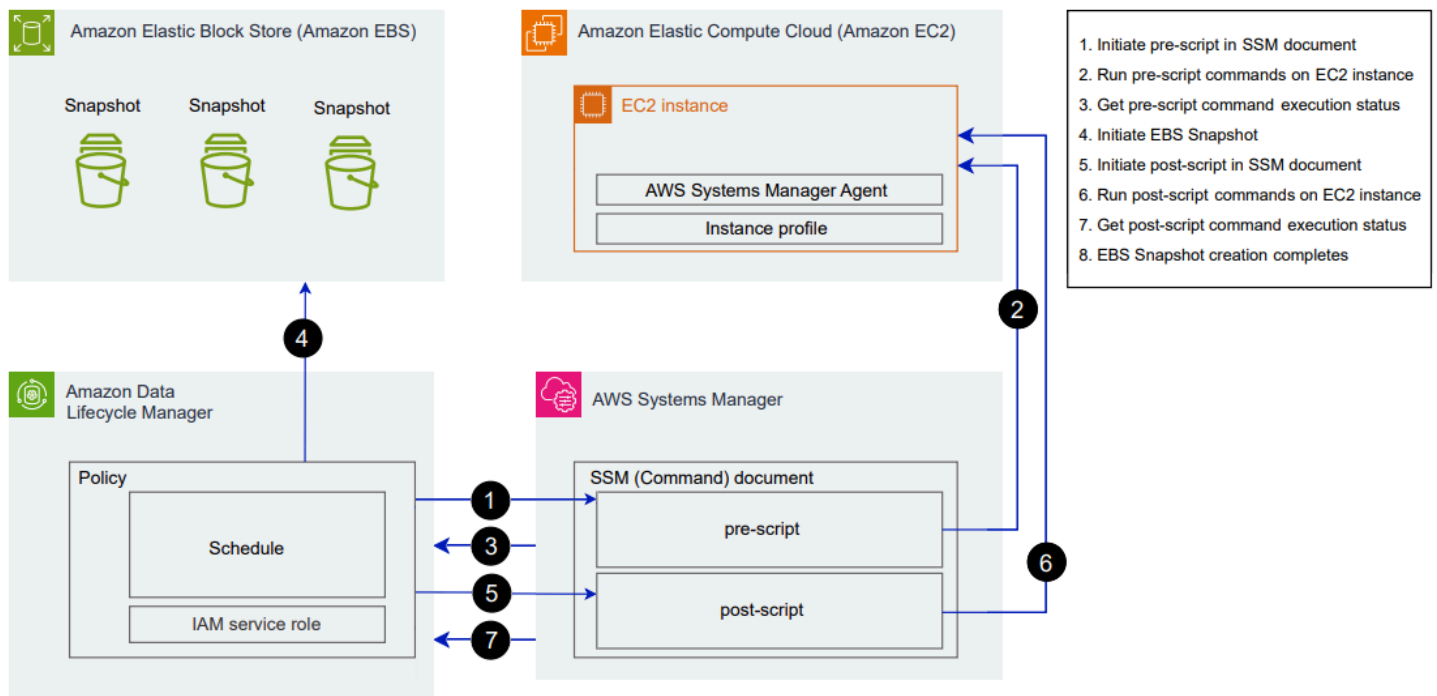 Amazon Elastic Block Store (Amazon EBS)
Snapshot
Snapshot
Snapshot
Amazon Elastic Compute Cloud (Amazon EC2)
EC2 instance
AWS Systems Manager Agent
Instance profile
1. Initiate pre-script in SSM document
2. Run pre-script commands on EC2 instance
3. Get pre-script command execution status
4. Initiate EBS Snapshot
5. Initiate post-script in SSM document
6. Run post-script commands on EC2 instance
7. Get post-script command execution status
8. EBS Snapshot creation completes
4
2
Amazon Data
Lifecycle Manager
Policy
Schedule
IAM service role
1
3
5
7
AWS Systems Manager
SSM (Command) document
pre-script
post-script
6